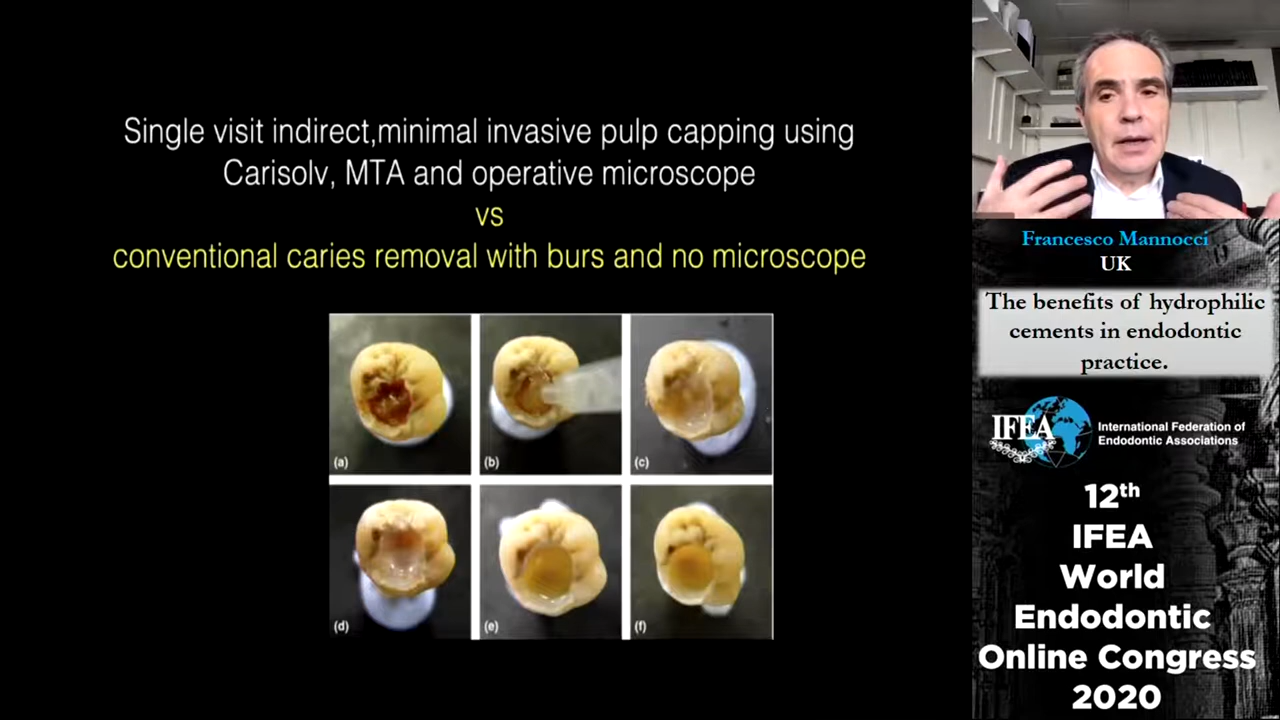 Single visit indirect,minimal invasive pulp capping using
Carisolv, MTA and operative microscope
vs
conventional caries removal with burs and no microscope
(a)
(b)
(c)
(d)
(e)
(f)
Francesco Mannocci
UK
The benefits of hydrophilic
cements in endodontic
practice.
IFEA
International Federation of
Endodontic Associations
12th
IFEA
World
Endodontic
Online Congress
2020